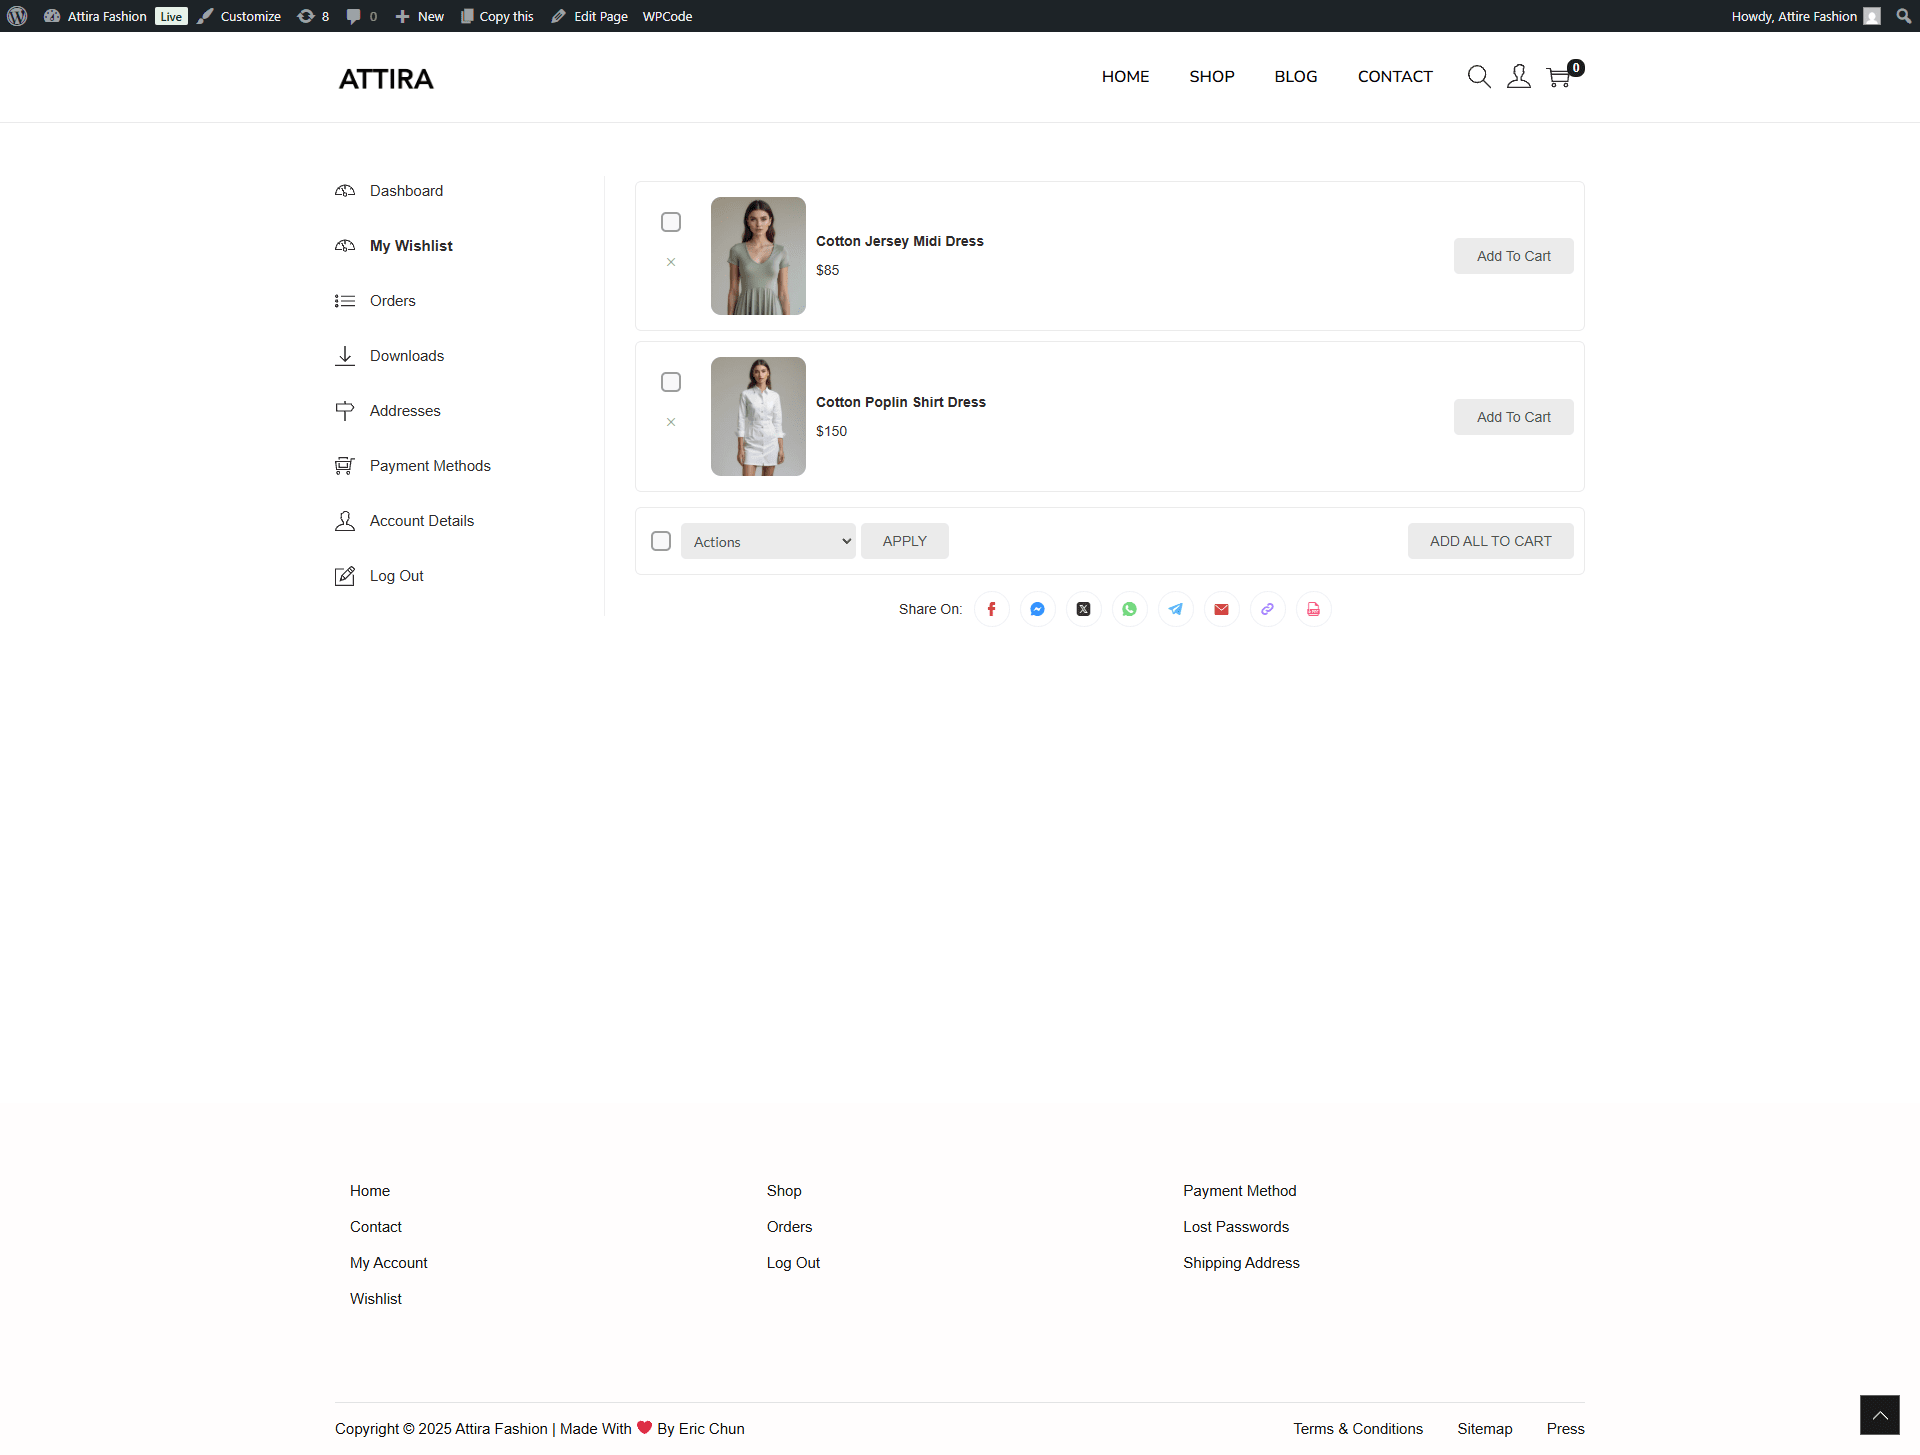 Attira Fashion Live Customize 8 0 New Copy this Edit Page WPCode Howdy, Attire Fashion
ATTIRA HOME SHOP BLOG CONTACT 0
Dashboard
My Wishlist
Orders
Downloads
Addresses
Payment Methods
Account Details
Log Out
Cotton Jersey Midi Dress
$85
Add To Cart
Cotton Poplin Shirt Dress
$150
Add To Cart
Actions APPLY ADD ALL TO CART
Share On:
Home
Contact
My Account
Wishlist
Shop
Orders
Log Out
Payment Method
Lost Passwords
Shipping Address
Copyright © 2025 Attira Fashion | Made With ❤ By Eric Chun
Terms & Conditions Sitemap Press